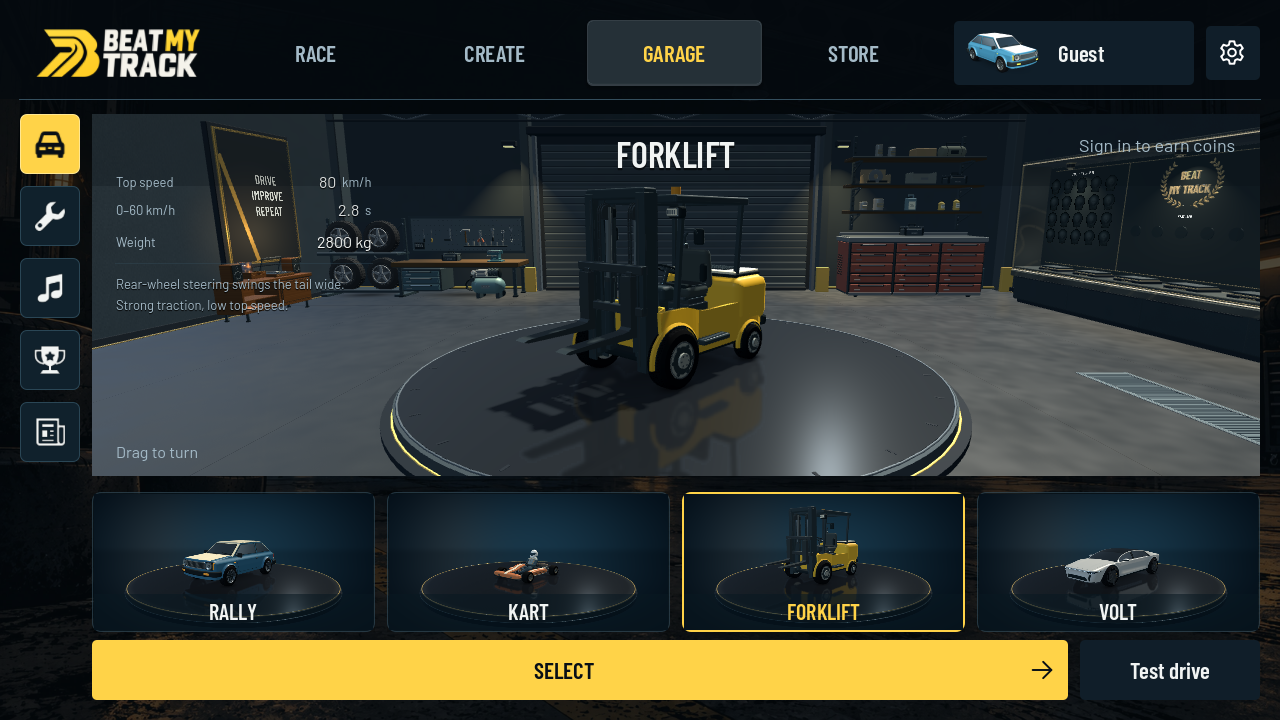 BEATMY
TRACK
RACE
CREATE
GARAGE
STORE
Guest
FORKLIFT
Sign in to earn coins
Top speed 80 km/h
0-60 km/h 2.8 s
Weight 2800 kg
Rear-wheel steering swings the tail wide.
Strong traction, low top speed.
DRIVE
IMPROVE
REPEAT
BEAT
MY TRACK
Drag to turn
RALLY
KART
FORKLIFT
VOLT
SELECT
Test drive